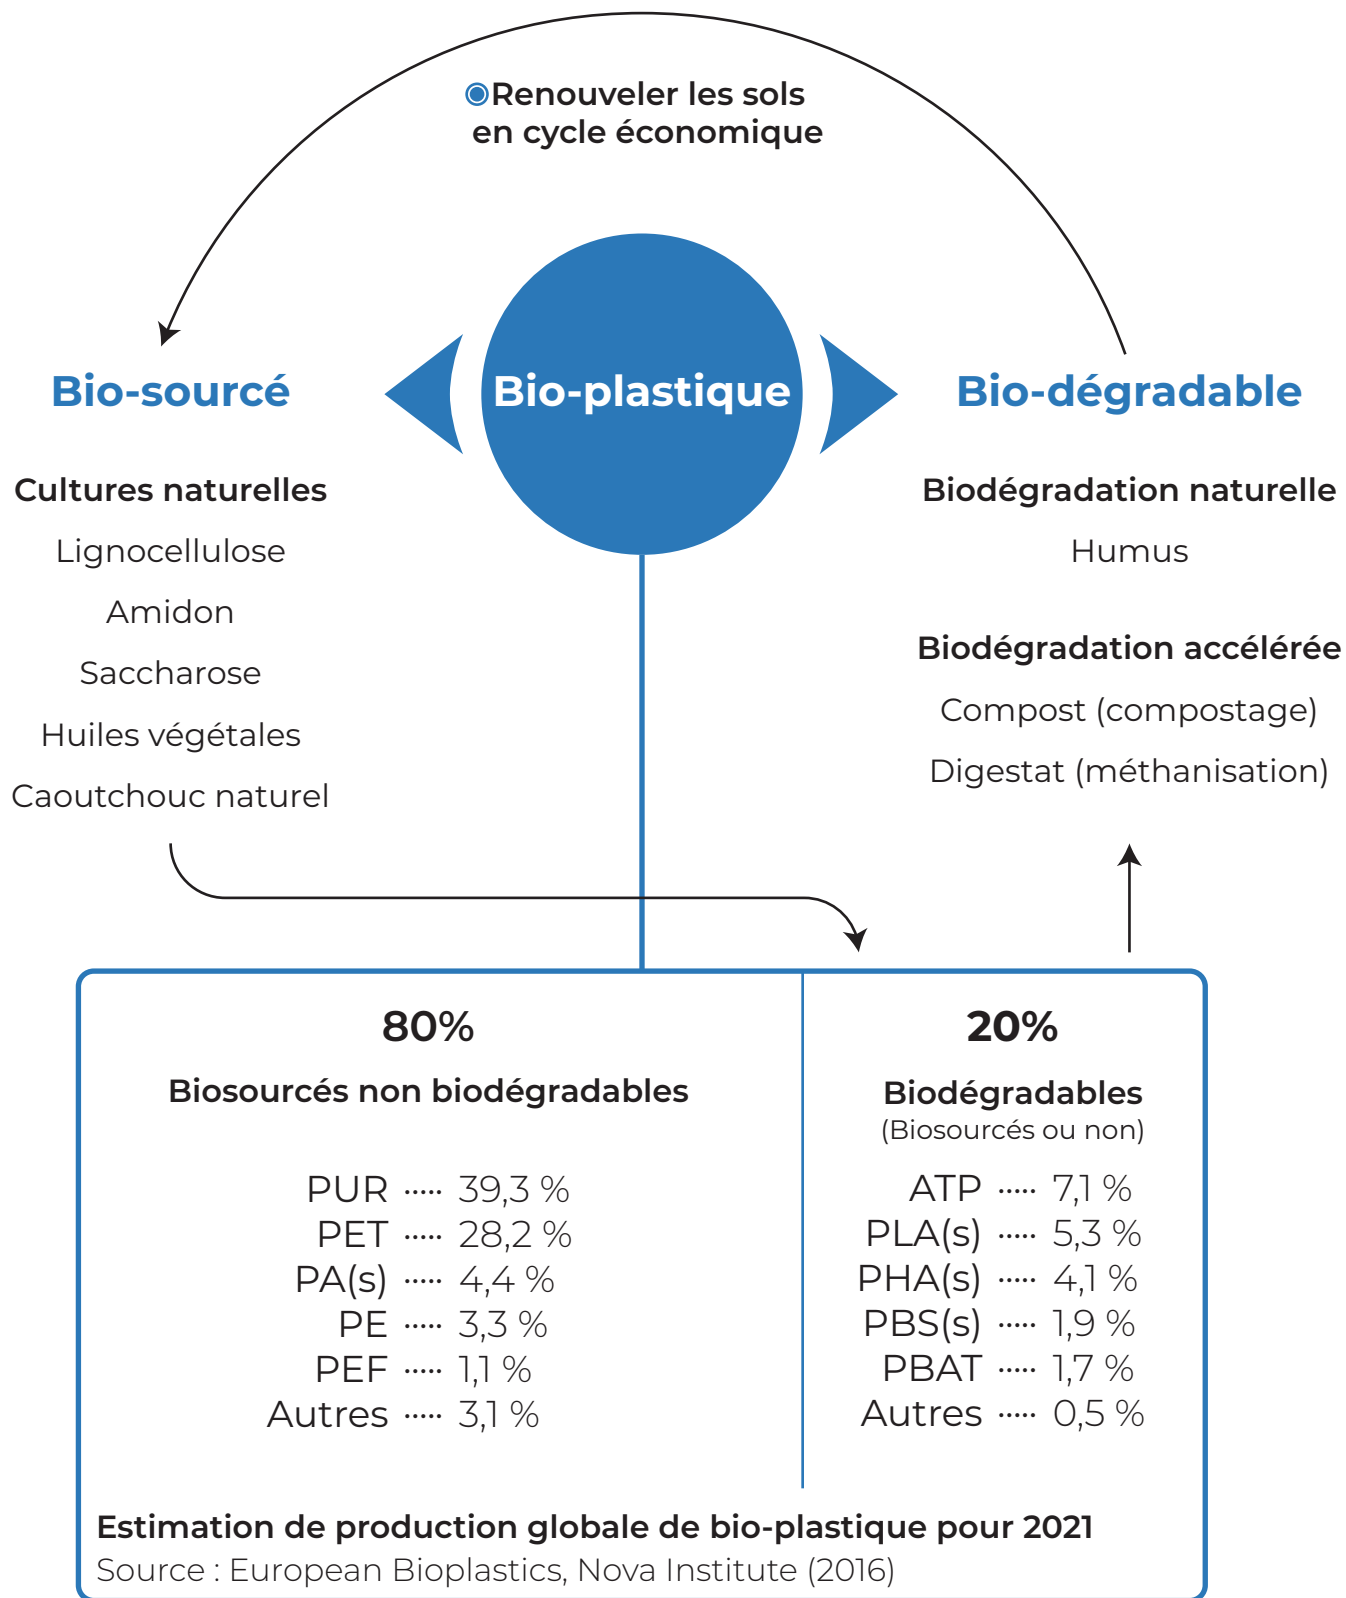 Renouveler les sols
en cycle économique
Bio-sourcé
Bio-plastique
Bio-dégradable
Cultures naturelles
Lignocellulose
Amidon
Saccharose
Huiles végétales
Caoutchouc naturel
Biodégradation naturelle
Humus
Biodégradation accélérée
Compost (compostage)
Digestat (méthanisation)
80%
Biosourcés non biodégradables
PUR ..... 39,3 %
PET ..... 28,2 %
PA(s) ..... 4,4 %
PE ..... 3,3 %
PEF ..... 1,1 %
Autres ..... 3,1 %
20%
Biodégradables
(Biosourcés ou non)
ATP ..... 7,1 %
PLA(s) ..... 5,3 %
PHA(s) ..... 4,1 %
PBS(s) ..... 1,9 %
PBAT ..... 1,7 %
Autres ..... 0,5 %
Estimation de production globale de bio-plastique pour 2021
Source : European Bioplastics, Nova Institute (2016)